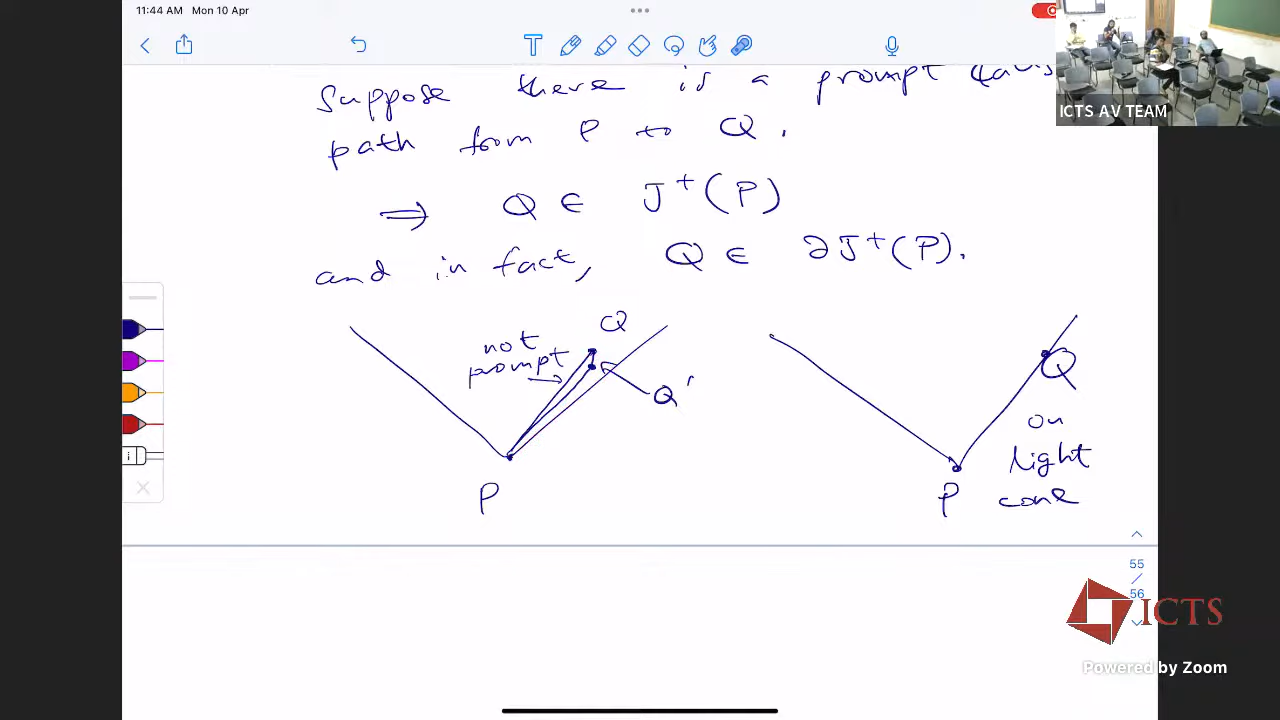 11:44 AM Mon 10 Apr
ICTS AV TEAM
Suppose there is a prompt
path from P to Q.
⇒ Q ∈ J⁺(P)
and in fact, Q ∈ ∂J⁺(P).
Q
not
prompt
Q'
P
Q
on
light
cone
P
55
/
56
ICTS
Powered by Zoom